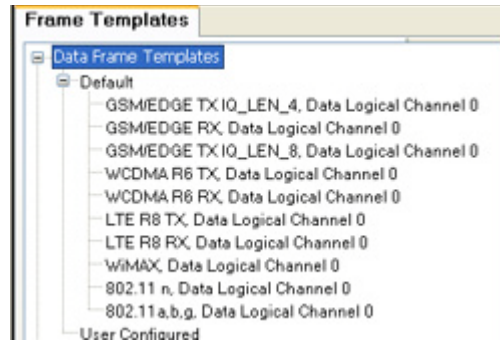 Frame Templates
Data Frame Templates
Default
GSM/EDGE TX IQ_LEN_4, Data Logical Channel 0
GSM/EDGE RX, Data Logical Channel 0
GSM/EDGE TX IQ_LEN_8, Data Logical Channel 0
WCDMA R6 TX, Data Logical Channel 0
WCDMA R6 RX, Data Logical Channel 0
LTE R8 TX, Data Logical Channel 0
LTE R8 RX, Data Logical Channel 0
WiMAX, Data Logical Channel 0
802.11 n, Data Logical Channel 0
802.11a,b,g, Data Logical Channel 0
User Configured